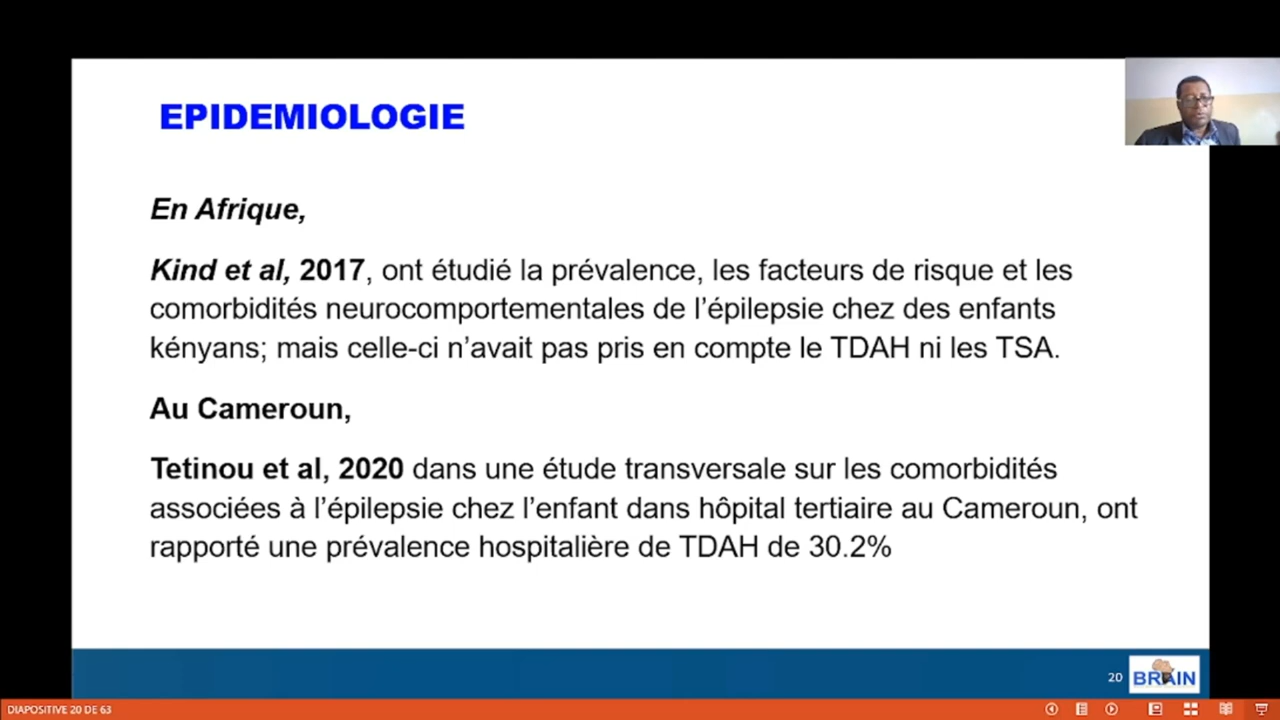 EPIDEMIOLOGIE
En Afrique,
Kind et al, 2017, ont étudié la prévalence, les facteurs de risque et les
comorbidités neurocomportementales de l'épilepsie chez des enfants
kényans; mais celle-ci n'avait pas pris en compte le TDAH ni les TSA.
Au Cameroun,
Tetinou et al, 2020 dans une étude transversale sur les comorbidités
associées à l'épilepsie chez l'enfant dans hôpital tertiaire au Cameroun, ont
rapporté une prévalence hospitalière de TDAH de 30.2%
20
BRAIN
DIAPOSITIVE 20 DE 63